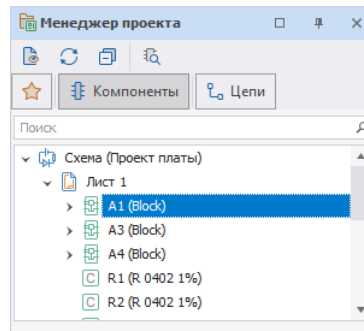 Менеджер проекта
Компоненты
Цепи
Поиск
Схема (Проект платы)
Лист 1
A1 (Block)
A3 (Block)
A4 (Block)
C R1 (R 0402 1%)
C R2 (R 0402 1%)